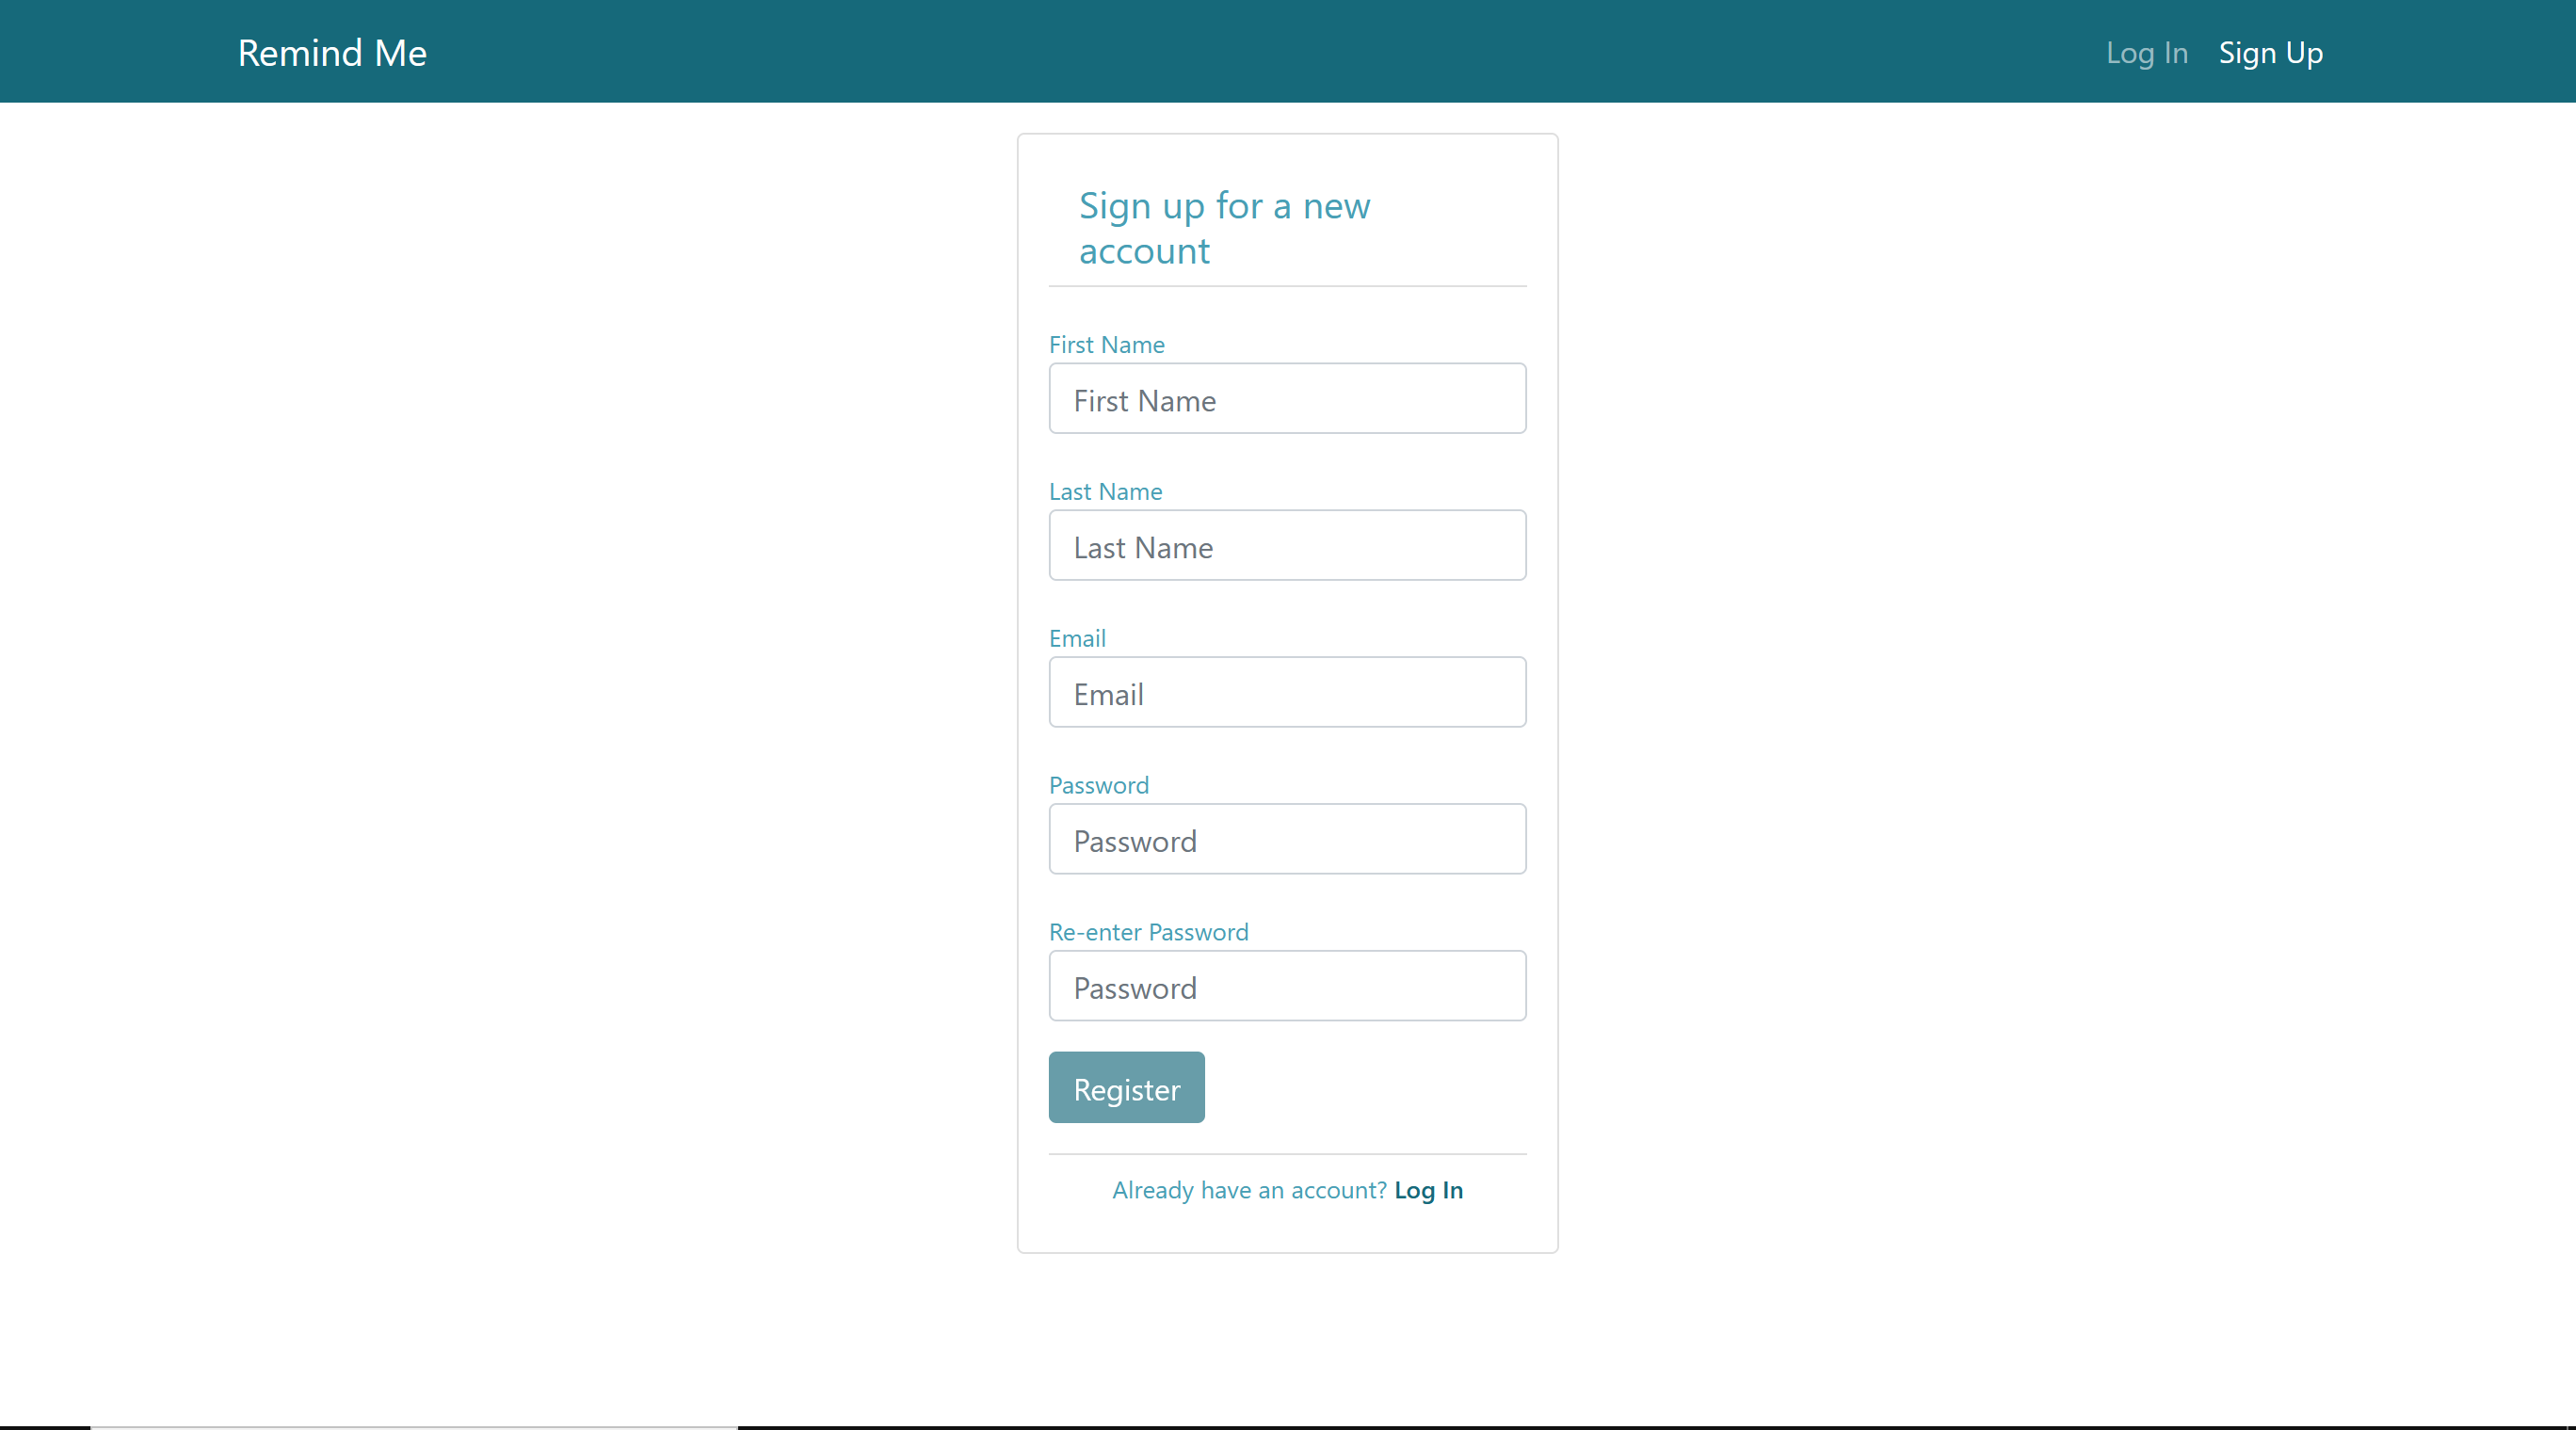 Remind Me
Log In Sign Up
Sign up for a new
account
First Name
First Name
Last Name
Last Name
Email
Email
Password
Password
Re-enter Password
Password
Register
Already have an account? Log In